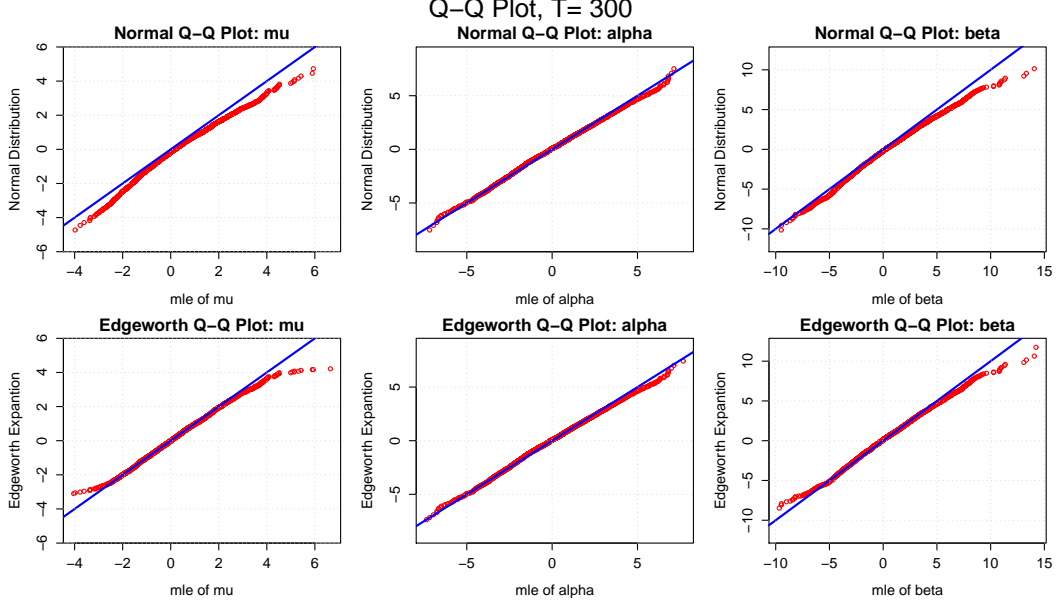 Q−Q Plot, T= 300
Normal Q−Q Plot: mu
Normal Distribution
6
4
2
0
−2
−4
−6
−4 −2 0 2 4 6
mle of mu
Normal Q−Q Plot: alpha
Normal Distribution
5
0
−5
−5 0 5
mle of alpha
Normal Q−Q Plot: beta
Normal Distribution
10
5
0
−5
−10
−10 −5 0 5 10 15
mle of beta
Edgeworth Q−Q Plot: mu
Edgeworth Expantion
6
4
2
0
−2
−4
−6
−4 −2 0 2 4 6
mle of mu
Edgeworth Q−Q Plot: alpha
Edgeworth Expantion
5
0
−5
−5 0 5
mle of alpha
Edgeworth Q−Q Plot: beta
Edgeworth Expantion
10
5
0
−5
−10
−10 −5 0 5 10 15
mle of beta